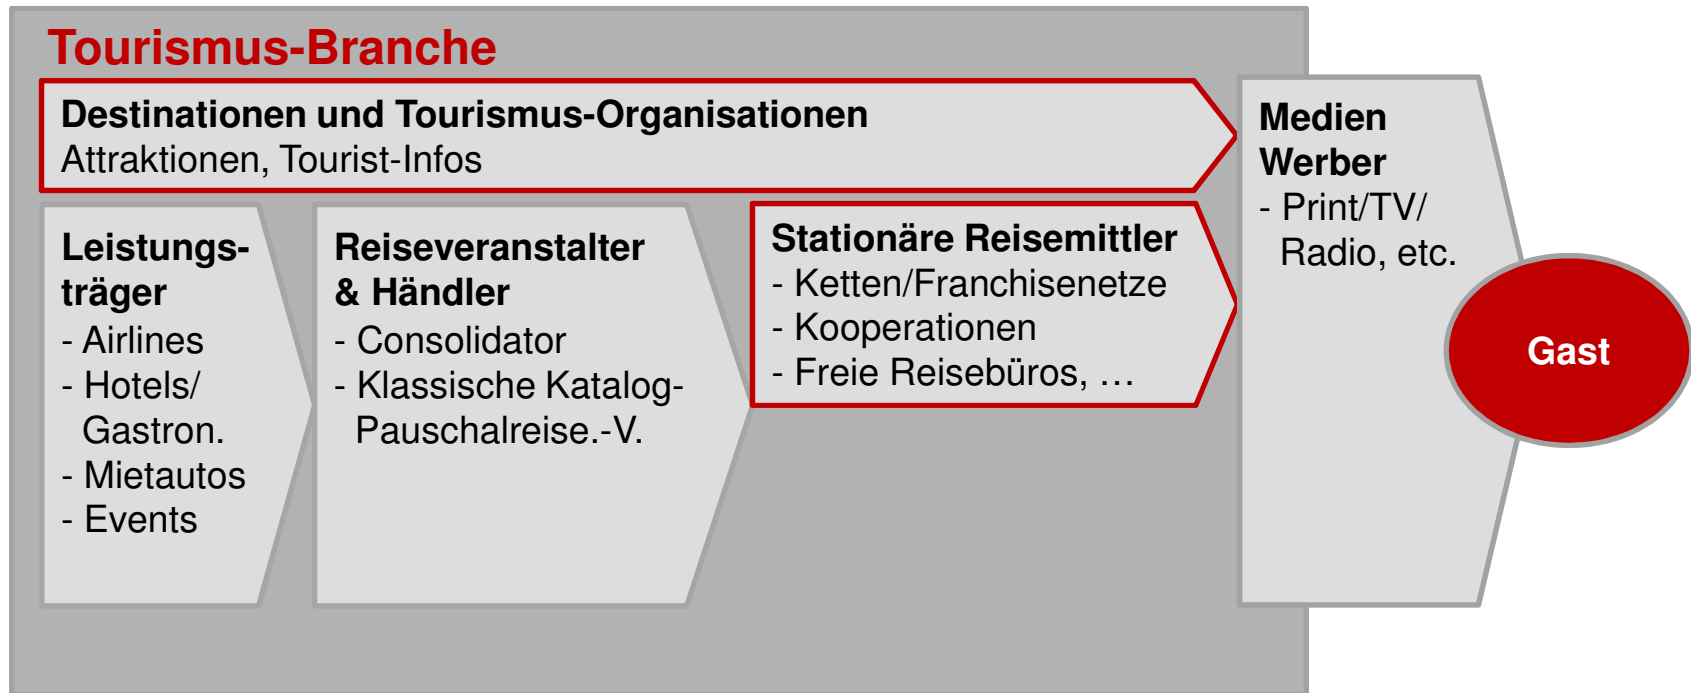 Tourismus-Branche
Destinationen und Tourismus-Organisationen
Attraktionen, Tourist-Infos
Leistungs-
träger
- Airlines
- Hotels/
Gastron.
- Mietautos
- Events
Reiseveranstalter
& Händler
- Consolidator
- Klassische Katalog-
Pauschalreise.-V.
Stationäre Reisemittler
- Ketten/Franchisenetze
- Kooperationen
- Freie Reisebüros, …
Medien
Werber
- Print/TV/
Radio, etc.
Gast